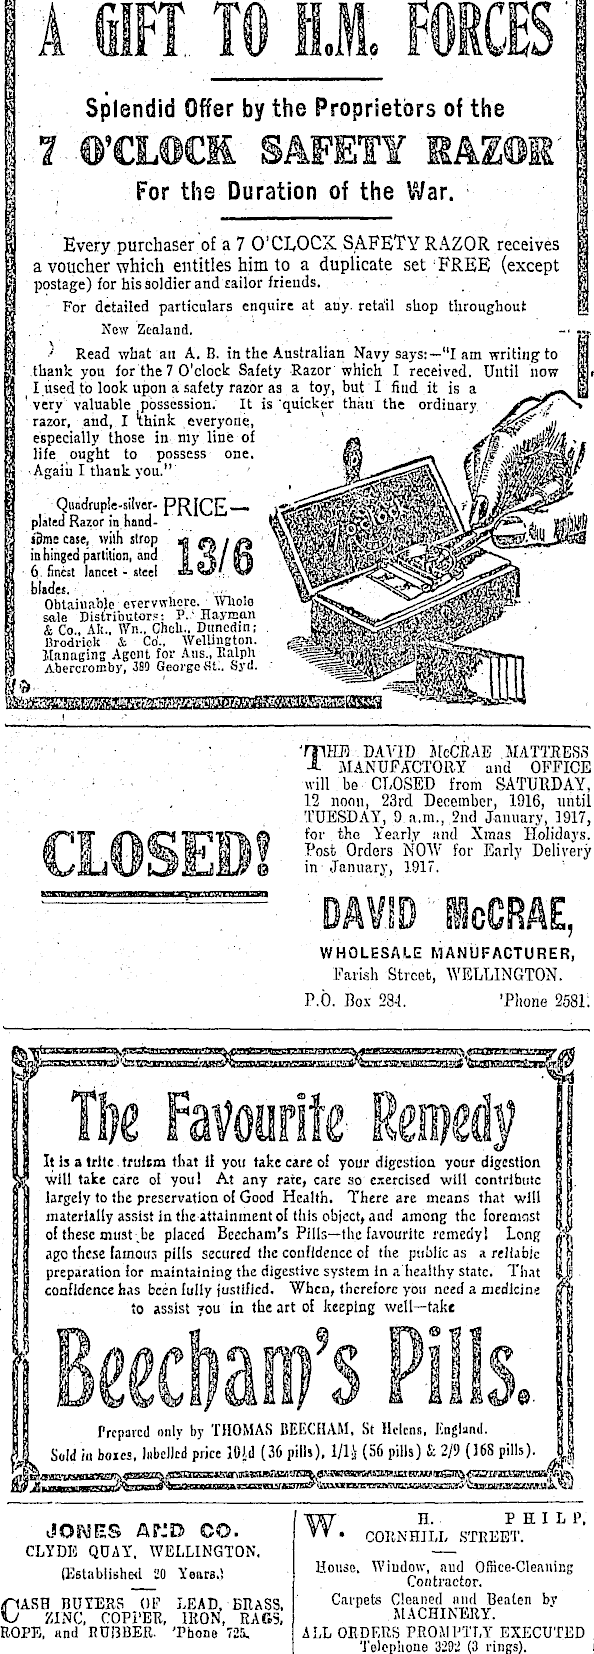 A GIFT TO H.M. FORCES
Splendid Offer by the Proprietors of the
7 O'CLOCK SAFETY RAZOR
For the Duration of the War.
Every purchaser of a 7 O'CLOCK SAFETY RAZOR receives
a voucher which entitles him to a duplicate set FREE (except
postage) for his soldier and sailor friends.
For detailed particulars enquire at any retail shop throughout
New Zealand.
Read what an A. B. in the Australian Navy says:—"I am writing to
thank you for the 7 O'clock Safety Razor which I received. Until now
I used to look upon a safety razor as a toy, but I find it is a
very valuable possession. It is quicker than the ordinary
razor, and, I think everyone,
especially those in my line of
life ought to possess one.
Again I thank you."
Quadruple-silver-
plated Razor in hand-
some case, with strop
in hinged partition, and
6 finest lancet-steel
blades.
PRICE—
13/6
Obtainable everywhere. Whole
sale Distributors: P. Hayman
& Co., Ak., Wn., Chch., Dunedin;
Brodrick & Co., Wellington.
Managing Agent for Aus., Ralph
Abercromby, 389 George St., Syd.
7 o'clock
CLOSED!
THE DAVID McCRAE MATTRESS
MANUFACTORY and OFFICE
will be CLOSED from SATURDAY,
12 noon, 23rd December, 1916, until
TUESDAY, 9 a.m., 2nd January, 1917,
for the Yearly and Xmas Holidays.
Post Orders NOW for Early Delivery
in January, 1917.
DAVID McCRAE,
WHOLESALE MANUFACTURER,
Farish Street, WELLINGTON.
P.O. Box 284. 'Phone 2581.
The Favourite Remedy
It is a trite truism that if you take care of your digestion your digestion
will take care of you! At any rate, care so exercised will contribute
largely to the preservation of Good Health. There are means that will
materially assist in the attainment of this object, and among the foremost
of these must be placed Beecham's Pills—the favourite remedy! Long
ago these famous pills secured the confidence of the public as a reliable
preparation for maintaining the digestive system in a healthy state. That
confidence has been fully justified. When, therefore you need a medicine
to assist you in the art of keeping well—take
Beecham's Pills.
Prepared only by THOMAS BEECHAM, St Helens, England.
Sold in boxes, labelled price 10½d (36 pills), 1/1½ (56 pills) & 2/9 (168 pills).
JONES AND CO.
CLYDE QUAY, WELLINGTON.
(Established 20 Years.)
CASH BUYERS OF LEAD, BRASS,
ZINC, COPPER, IRON, RAGS,
ROPE, and RUBBER. 'Phone 725.
W. H. PHILP,
CORNHILL STREET.
House, Window, and Office-Cleaning
Contractor.
Carpets Cleaned and Beaten by
MACHINERY.
ALL ORDERS PROMPTLY EXECUTED
Telephone 3292 (3 rings).